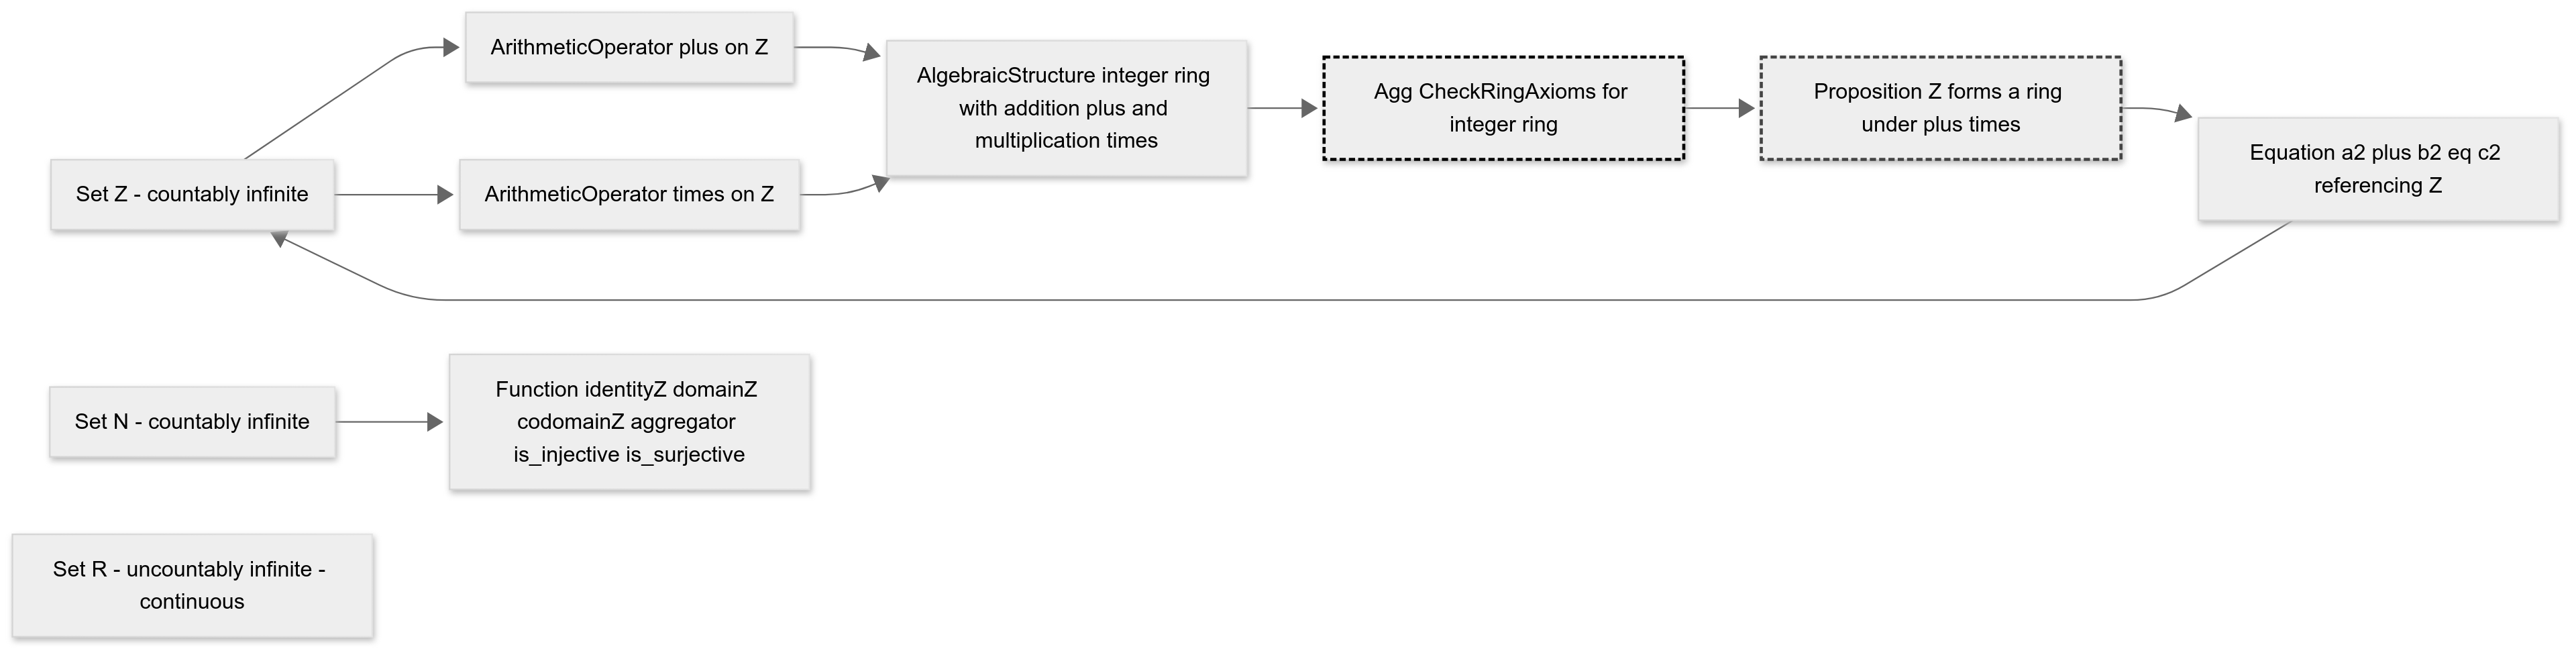 ArithmeticOperator plus on Z
AlgebraicStructure integer ring
with addition plus and
multiplication times
Agg CheckRingAxioms for
integer ring
Proposition Z forms a ring
under plus times
Equation a2 plus b2 eq c2
referencing Z
Set Z - countably infinite
ArithmeticOperator times on Z
Set N - countably infinite
Function identityZ domainZ
codomainZ aggregator
is_injective is_surjective
Set R - uncountably infinite -
continuous